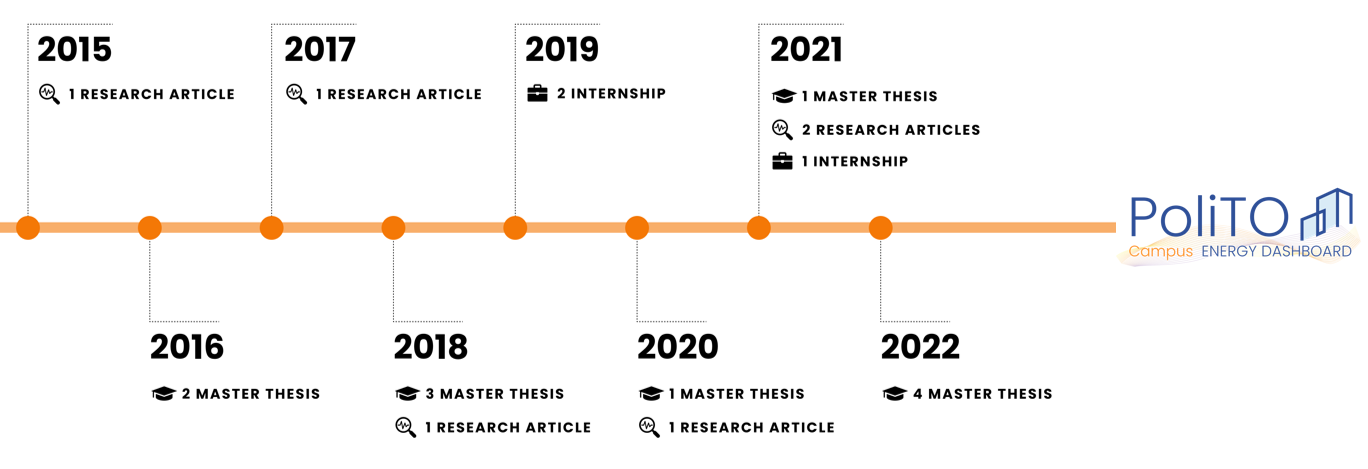 2015
1 RESEARCH ARTICLE
2017
1 RESEARCH ARTICLE
2019
2 INTERNSHIP
2021
1 MASTER THESIS
2 RESEARCH ARTICLES
1 INTERNSHIP
PoliTO
Campus ENERGY DASHBOARD
2016
2 MASTER THESIS
2018
3 MASTER THESIS
1 RESEARCH ARTICLE
2020
1 MASTER THESIS
1 RESEARCH ARTICLE
2022
4 MASTER THESIS